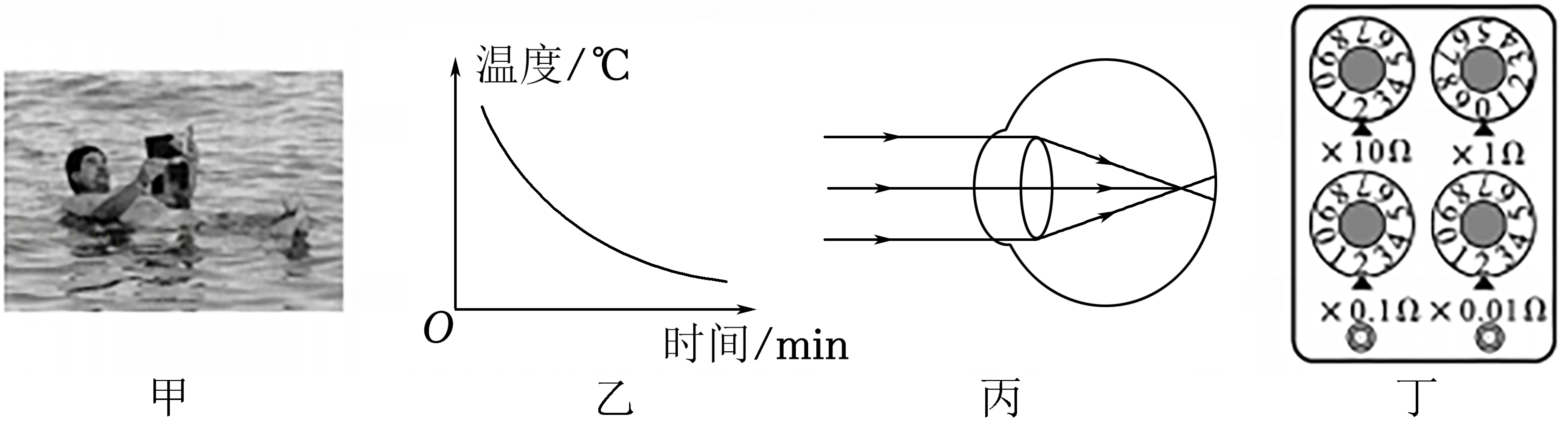 温度/℃
O
时间/min
甲
乙
丙
×10Ω
×1Ω
×0.1Ω
×0.01Ω
丁